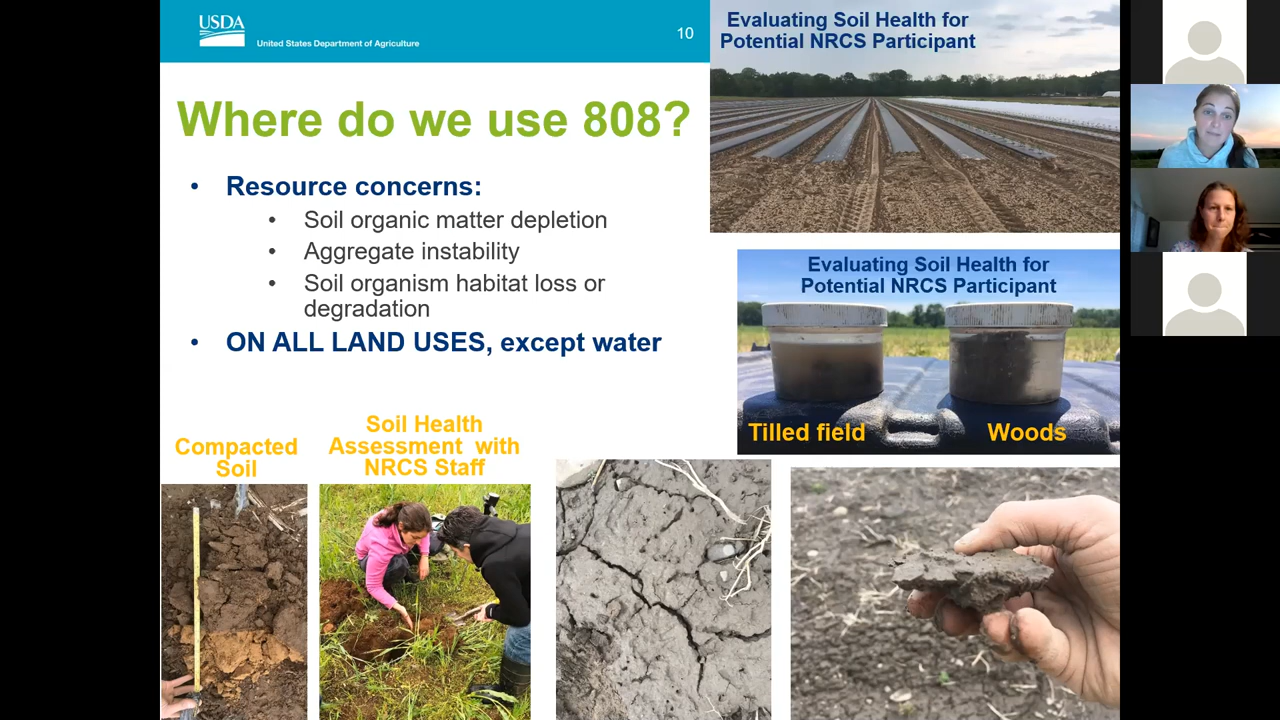 USDA
United States Department of Agriculture
10
Where do we use 808?
• Resource concerns:
• Soil organic matter depletion
• Aggregate instability
• Soil organism habitat loss or
degradation
• ON ALL LAND USES, except water
Evaluating Soil Health for
Potential NRCS Participant
Evaluating Soil Health for
Potential NRCS Participant
Tilled field
Woods
Compacted
Soil
Soil Health
Assessment with
NRCS Staff